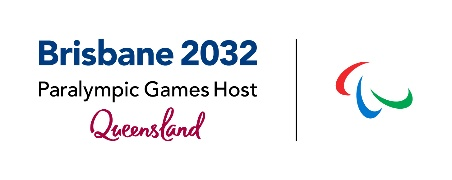 Brisbane 2032
Paralympic Games Host
Queensland